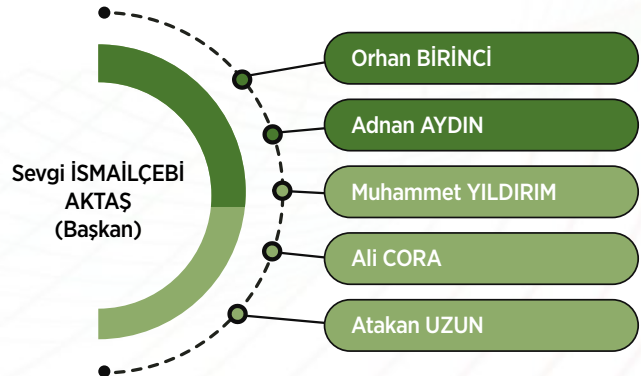 Sevgi İSMAİLÇEBİ
AKTAŞ
(Başkan)
Orhan BİRİNCİ
Adnan AYDIN
Muhammet YILDIRIM
Ali CORA
Atakan UZUN